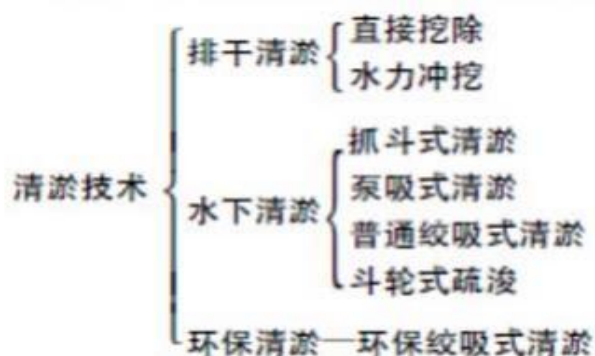 直接挖除
排干清淤
水力冲挖
抓斗式清淤
泵吸式清淤
清淤技术
水下清淤
普通绞吸式清淤
斗轮式疏浚
环保清淤—环保绞吸式清淤